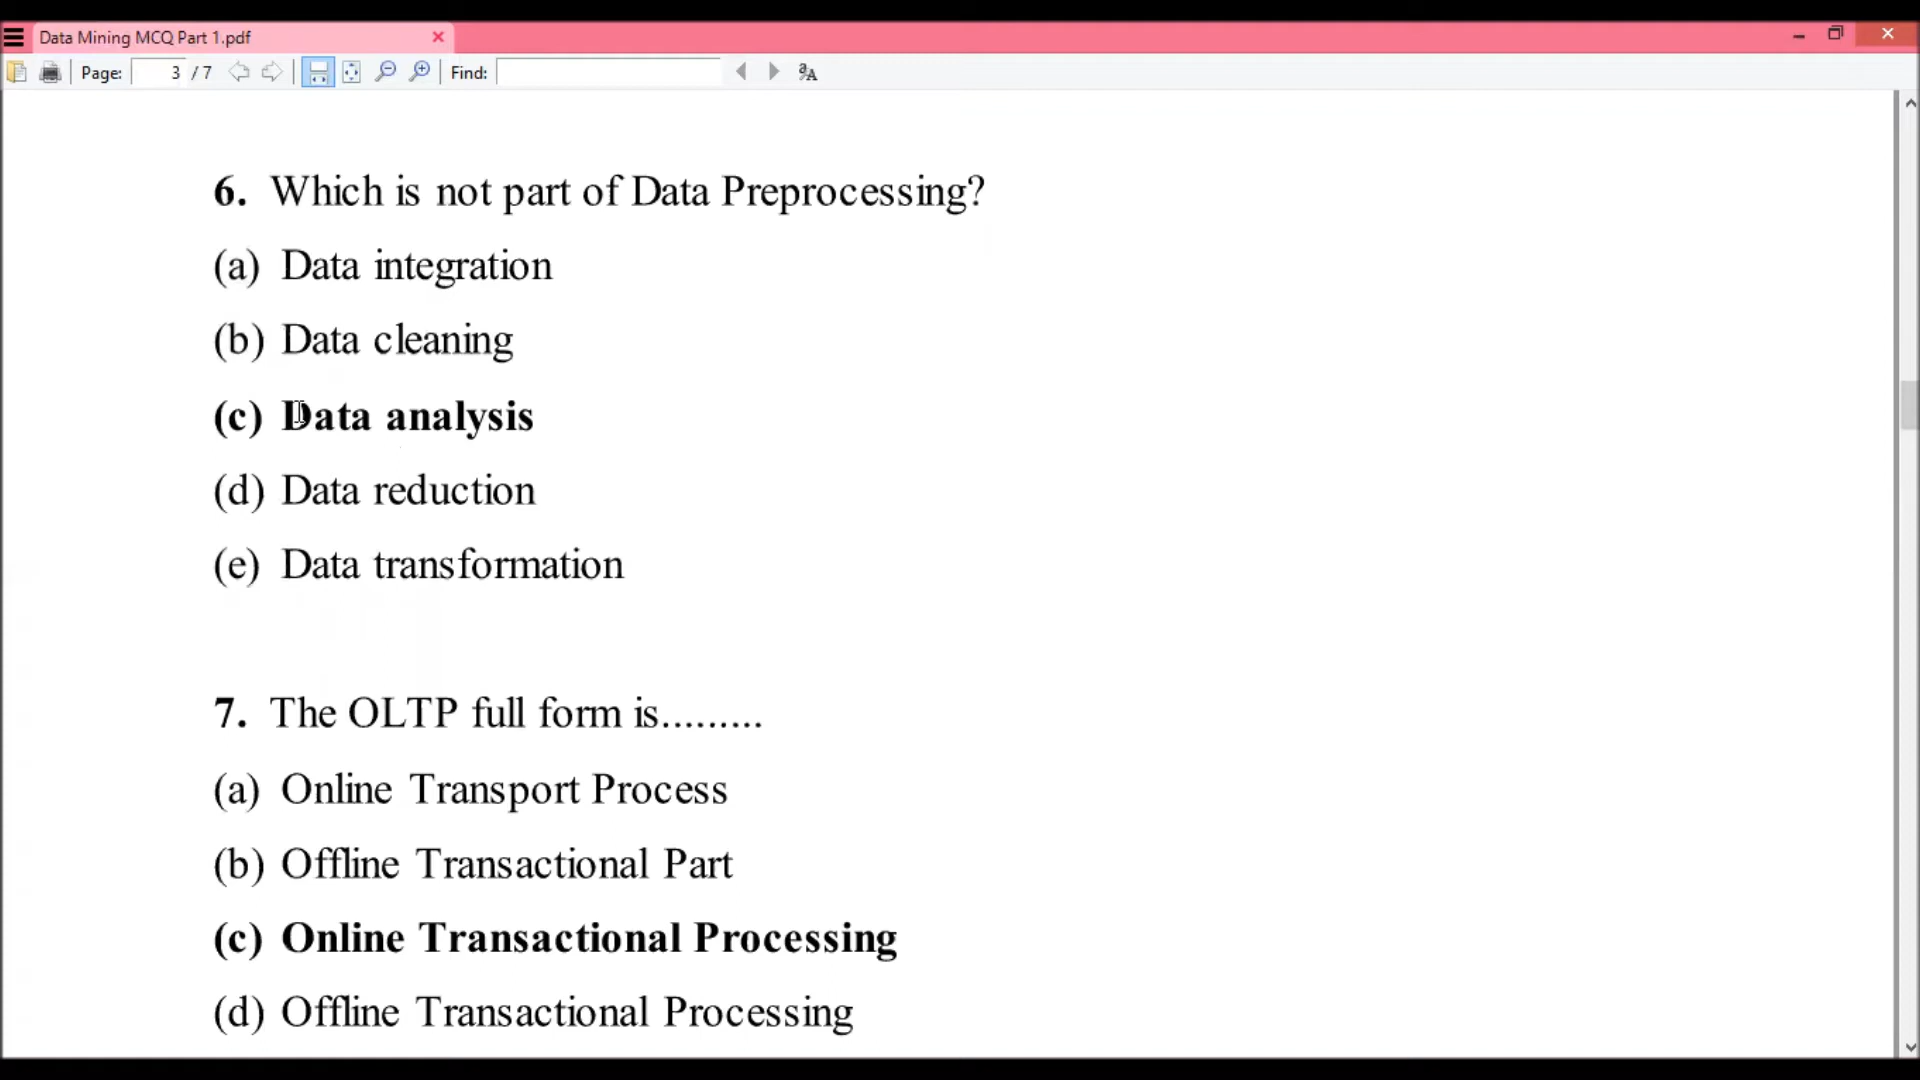 Data Mining MCQ Part 1.pdf
Page: 3 / 7 Find:
6. Which is not part of Data Preprocessing?
(a) Data integration
(b) Data cleaning
(c) Data analysis
(d) Data reduction
(e) Data transformation
7. The OLTP full form is.........
(a) Online Transport Process
(b) Offline Transactional Part
(c) Online Transactional Processing
(d) Offline Transactional Processing